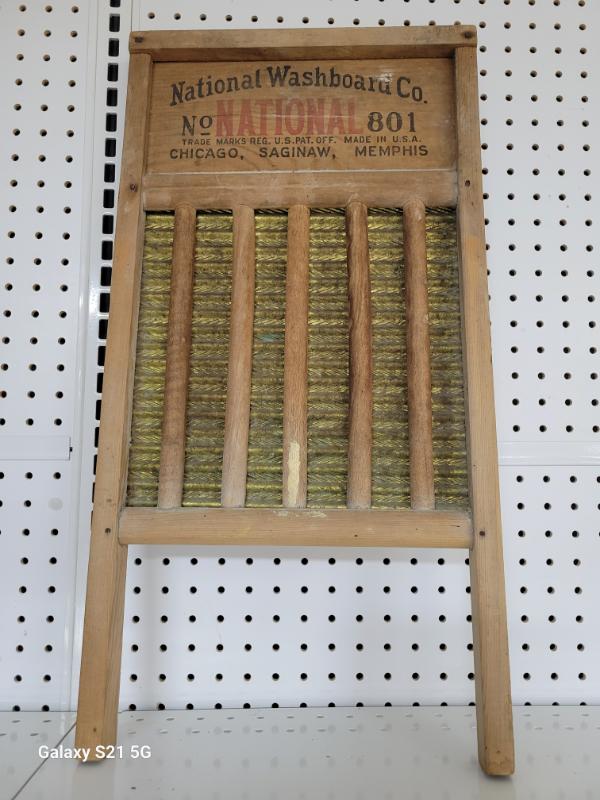 National Washboard Co.
No NATIONAL 801
TRADE MARKS REG. U.S. PAT. OFF. MADE IN U.S.A.
CHICAGO, SAGINAW, MEMPHIS
Galaxy S21 5G